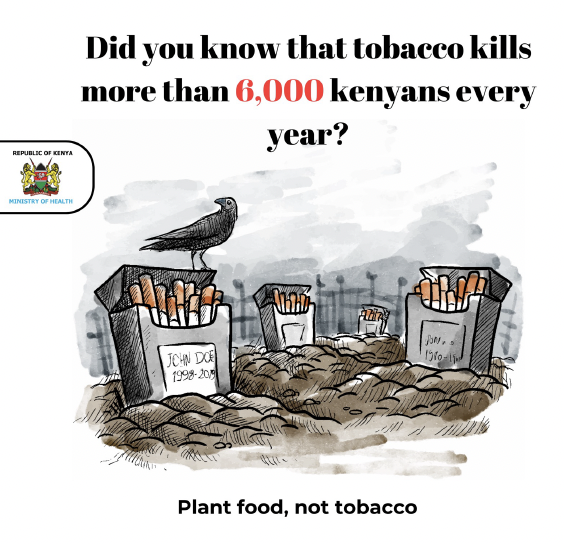 Did you know that tobacco kills
more than 6,000 kenyans every
year?
REPUBLIC OF KENYA
MINISTRY OF HEALTH
JOHN DOE
1998-20
Plant food, not tobacco